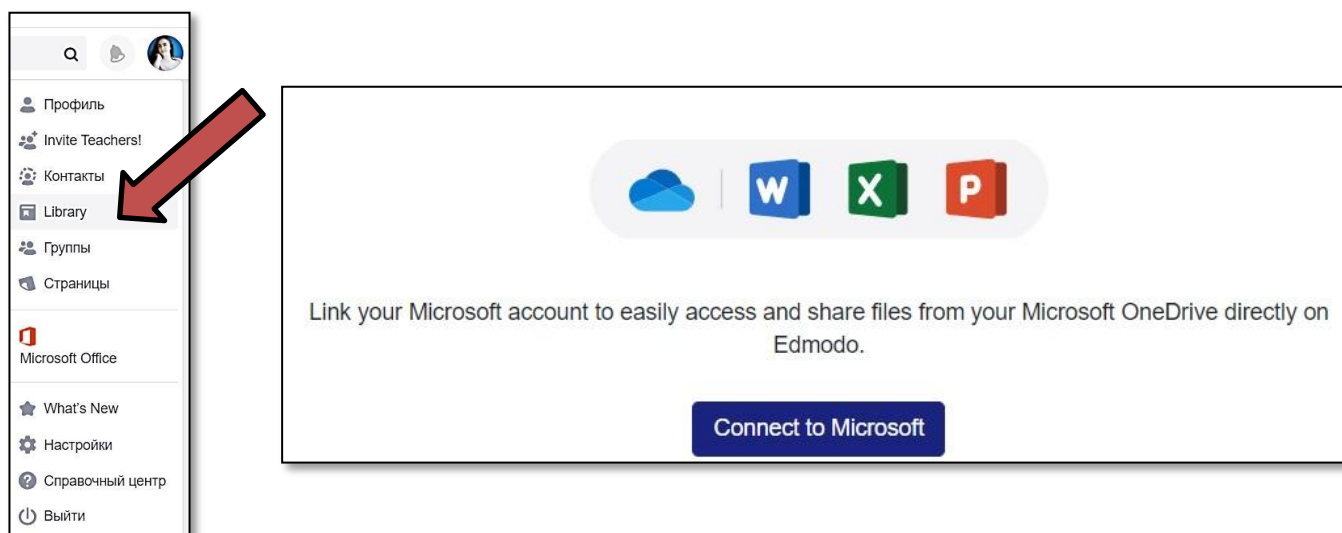 Профиль
Invite Teachers!
Контакты
Library
Группы
Страницы
Microsoft Office
What's New
Настройки
Справочный центр
Выйти
W X P
Link your Microsoft account to easily access and share files from your Microsoft OneDrive directly on
Edmodo.
Connect to Microsoft